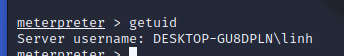 meterpreter > getuid
Server username: DESKTOP-GU8DPLN\linh
meterpreter >